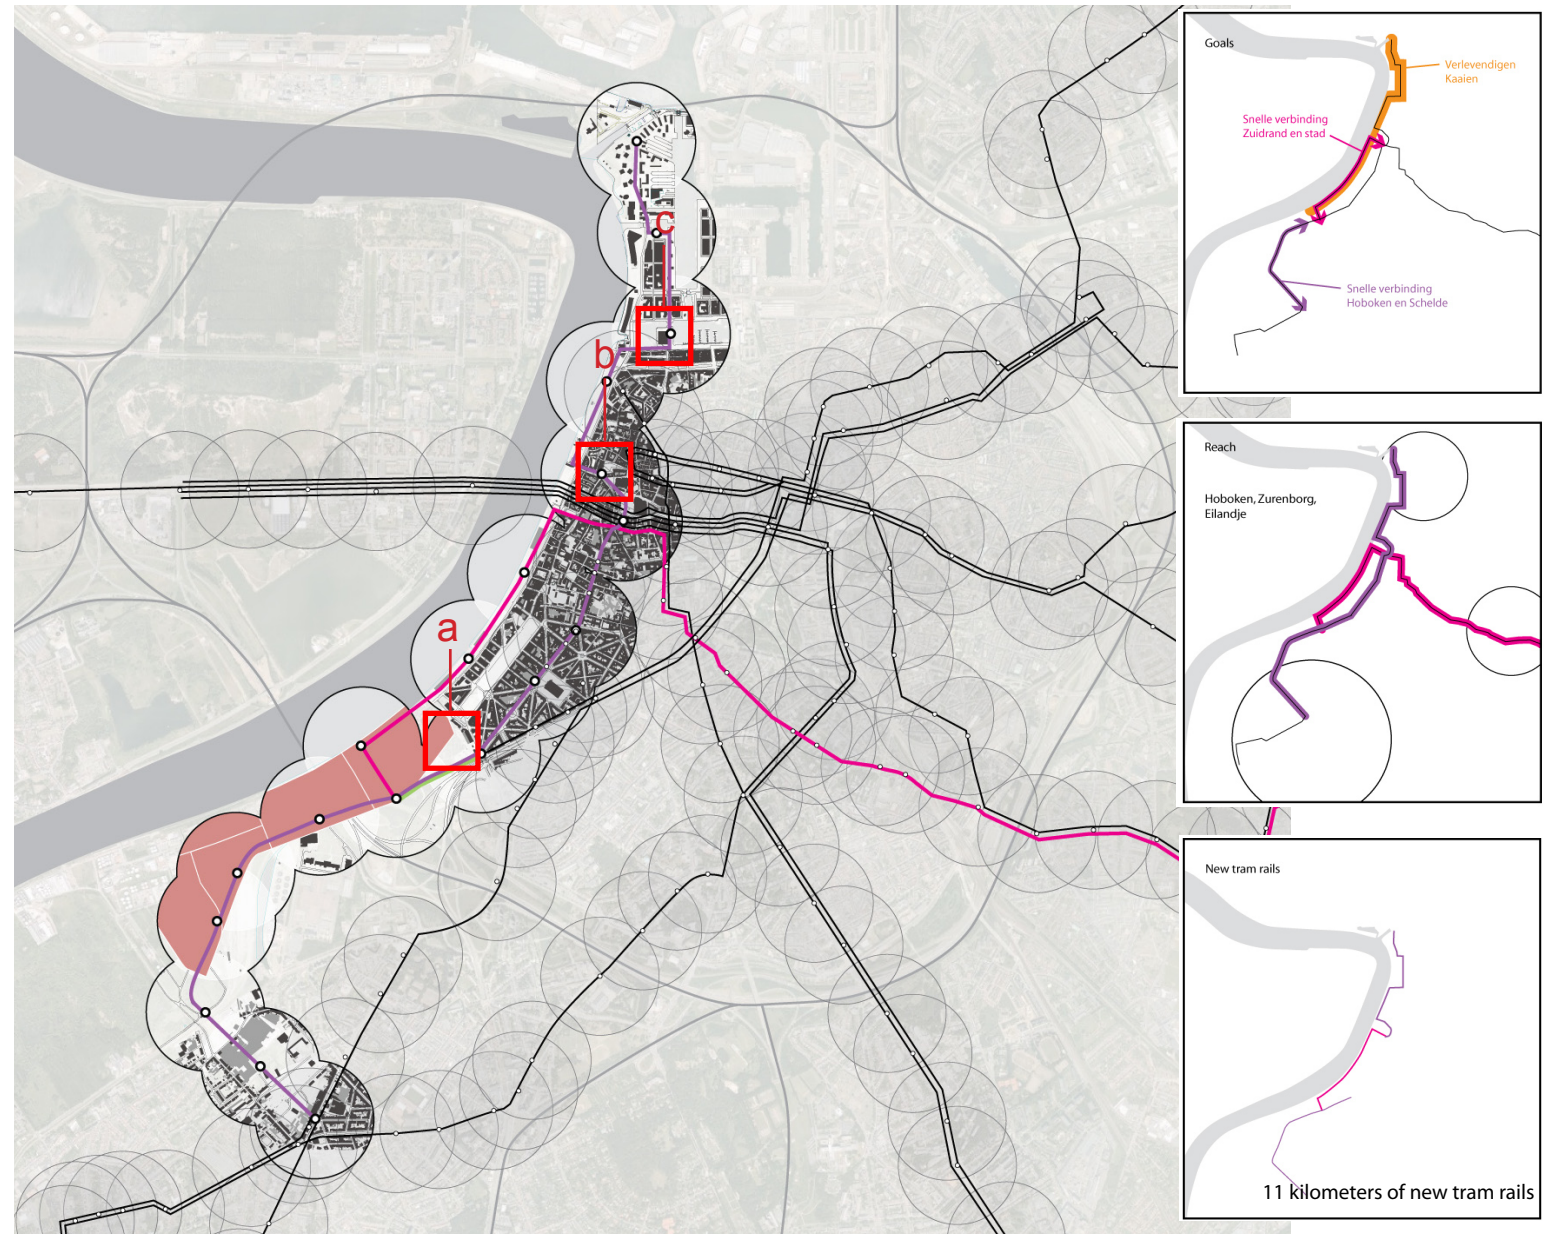 c
b
a
Goals
Verlevendigen
Kaaien
Snelle verbinding
Zuidrand en stad
Snelle verbinding
Hoboken en Schelde
Reach
Hoboken, Zurenborg,
Eilandje
New tram rails
11 kilometers of new tram rails